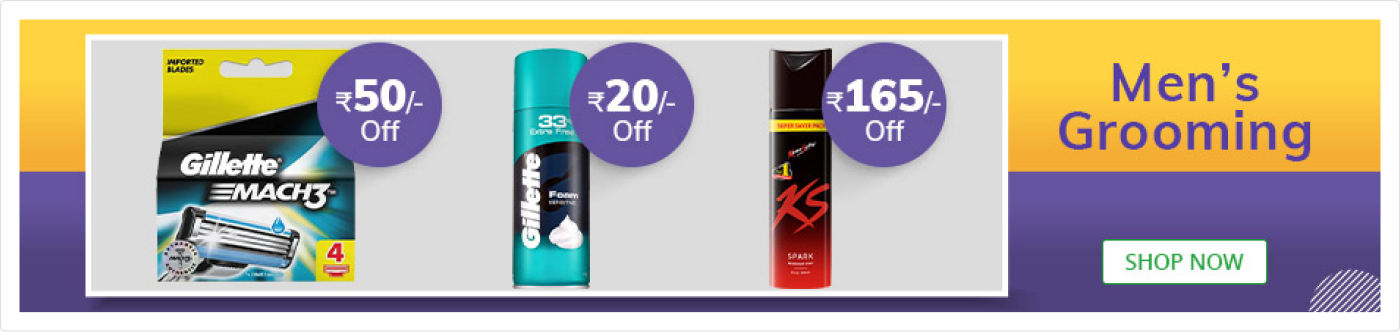 IMPORTED
BLADES
Gillette
MACH3
4
₹50/-
Off
33%
Extra Free
Gillette
Foam
SENSITIVE
₹20/-
Off
SUPER SAVER PACK
KS
SPARK
₹165/-
Off
Men's
Grooming
SHOP NOW